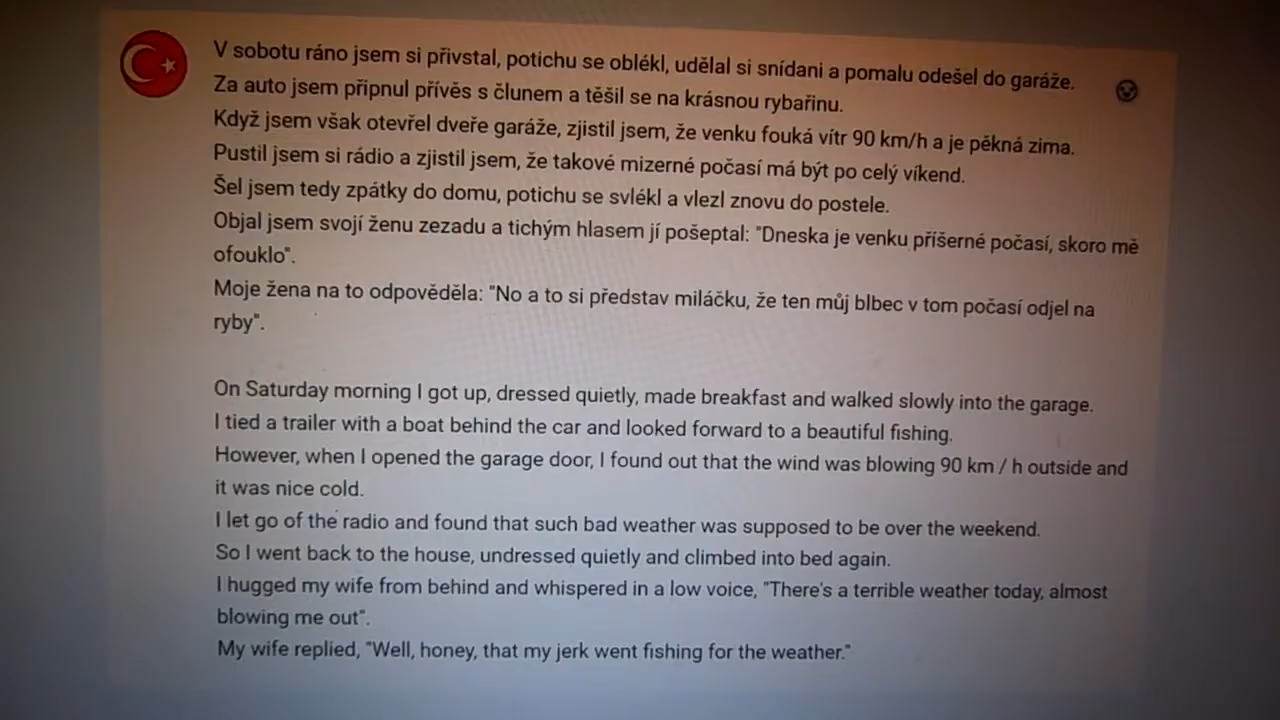 V sobotu ráno jsem si přivstal, potichu se oblékl, udělal si snídani a pomalu odešel do garáže.
Za auto jsem připnul přívěs s člunem a těšil se na krásnou rybařinu.
Když jsem však otevřel dveře garáže, zjistil jsem, že venku fouká vítr 90 km/h a je pěkná zima.
Pustil jsem si rádio a zjistil jsem, že takové mizerné počasí má být po celý víkend.
Šel jsem tedy zpátky do domu, potichu se svlékl a vlezl znovu do postele.
Objal jsem svojí ženu zezadu a tichým hlasem jí pošeptal: "Dneska je venku příšerné počasí, skoro mě
ofouklo".
Moje žena na to odpověděla: "No a to si představ miláčku, že ten můj blbec v tom počasí odjel na
ryby".
On Saturday morning I got up, dressed quietly, made breakfast and walked slowly into the garage.
I tied a trailer with a boat behind the car and looked forward to a beautiful fishing.
However, when I opened the garage door, I found out that the wind was blowing 90 km / h outside and
it was nice cold.
I let go of the radio and found that such bad weather was supposed to be over the weekend.
So I went back to the house, undressed quietly and climbed into bed again.
I hugged my wife from behind and whispered in a low voice, "There's a terrible weather today, almost
blowing me out".
My wife replied, "Well, honey, that my jerk went fishing for the weather."